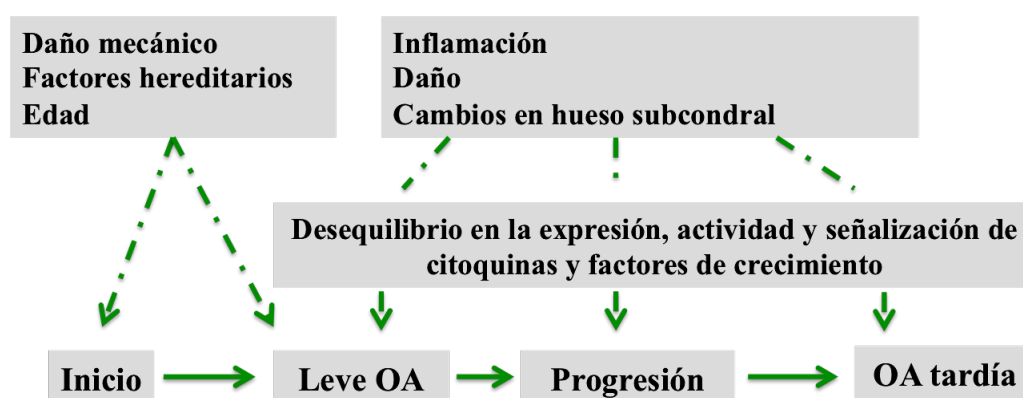 Daño mecánico
Factores hereditarios
Edad
Inflamación
Daño
Cambios en hueso subcondral
Desequilibrio en la expresión, actividad y señalización de
citoquinas y factores de crecimiento
Inicio
Leve OA
Progresión
OA tardía